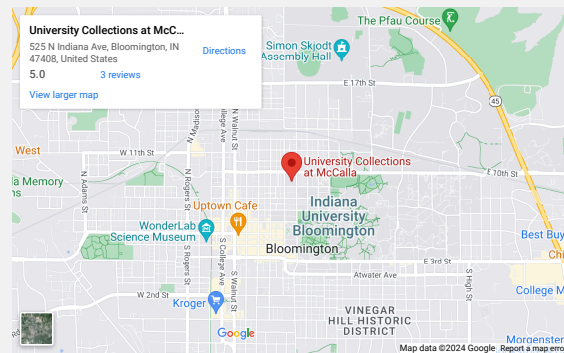 University Collections at McC...
525 N Indiana Ave, Bloomington, IN
47408, United States
Directions
5.0
3 reviews
View larger map
The Pfau Course
Simon Skjodt
Assembly Hall
E 17th St
45
N Madison
N Walnut St
College Ave
West
W 11th St
University Collections
at McCalla
E 10th St
a Memory
ens
N Adams St
N Rogers St
Indiana
University
Bloomington
Uptown Cafe
WonderLab
Science Museum
Bloomington
Best Buy
Chi
E 3rd St
Atwater Ave
S Rogers St
S College Ave
S Walnut St
S High St
W 2nd St
College M
Kroger
VINEGAR
HILL HISTORIC
DISTRICT
Google
Morgenster
Map data ©2024 Google
Report a map erro